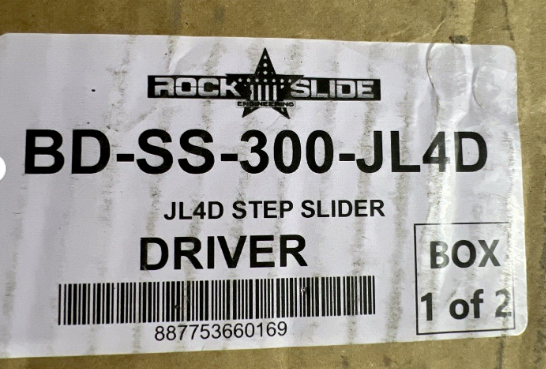 ROCK SLIDE
ENGINEERING
BD-SS-300-JL4D
JL4D STEP SLIDER
DRIVER
BOX
1 of 2
887753660169